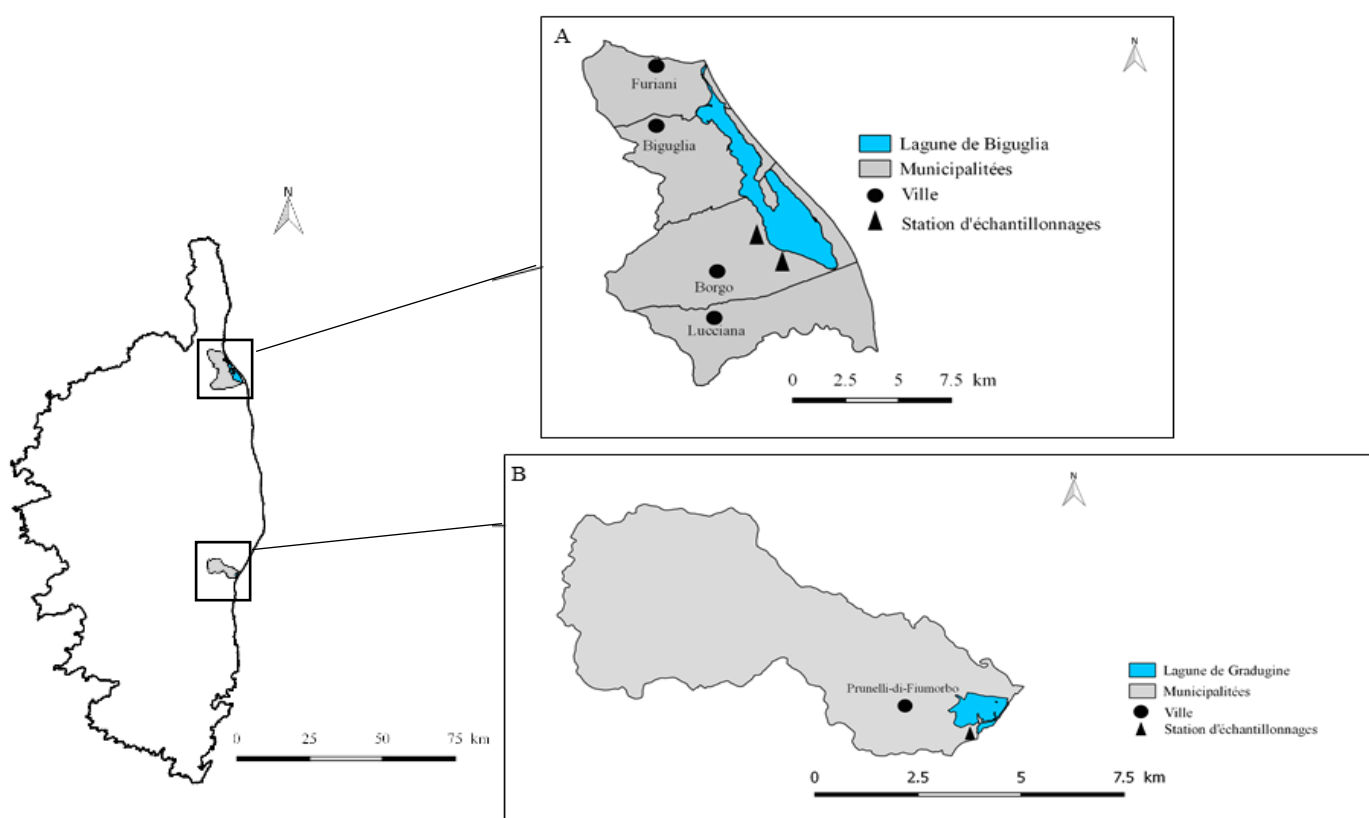 A
N
Furiani
Biguglia
Borgo
Lucciana
Lagune de Biguglia
Municipalitées
Ville
Station d'échantillonnages
0 2.5 5 7.5 km
N
0 25 50 75 km
B
N
Prunelli-di-Fiumorbo
Lagune de Gradugine
Municipalitées
Ville
Station d'échantillonnages
0 2.5 5 7.5 km